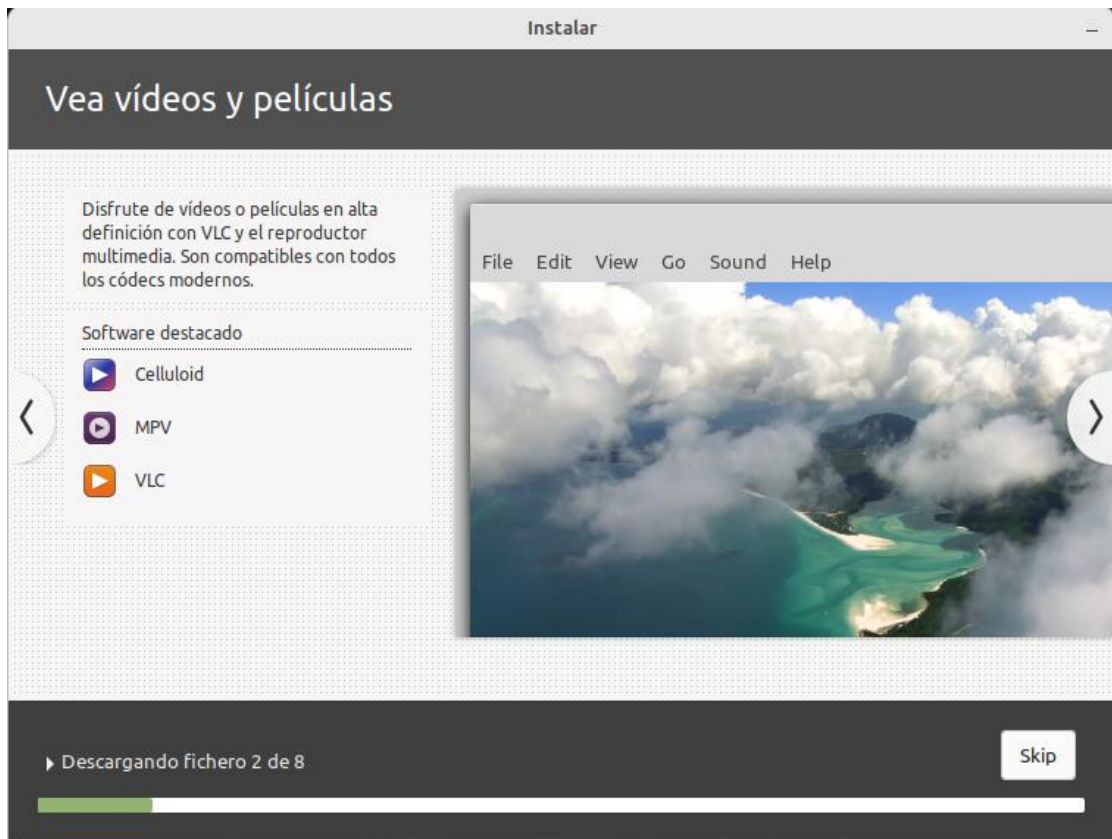 Instalar
Vea vídeos y películas
Disfrute de vídeos o películas en alta
definición con VLC y el reproductor
multimedia. Son compatibles con todos
los códecs modernos.
Software destacado
Celluloid
MPV
VLC
File Edit View Go Sound Help
Descargando fichero 2 de 8
Skip